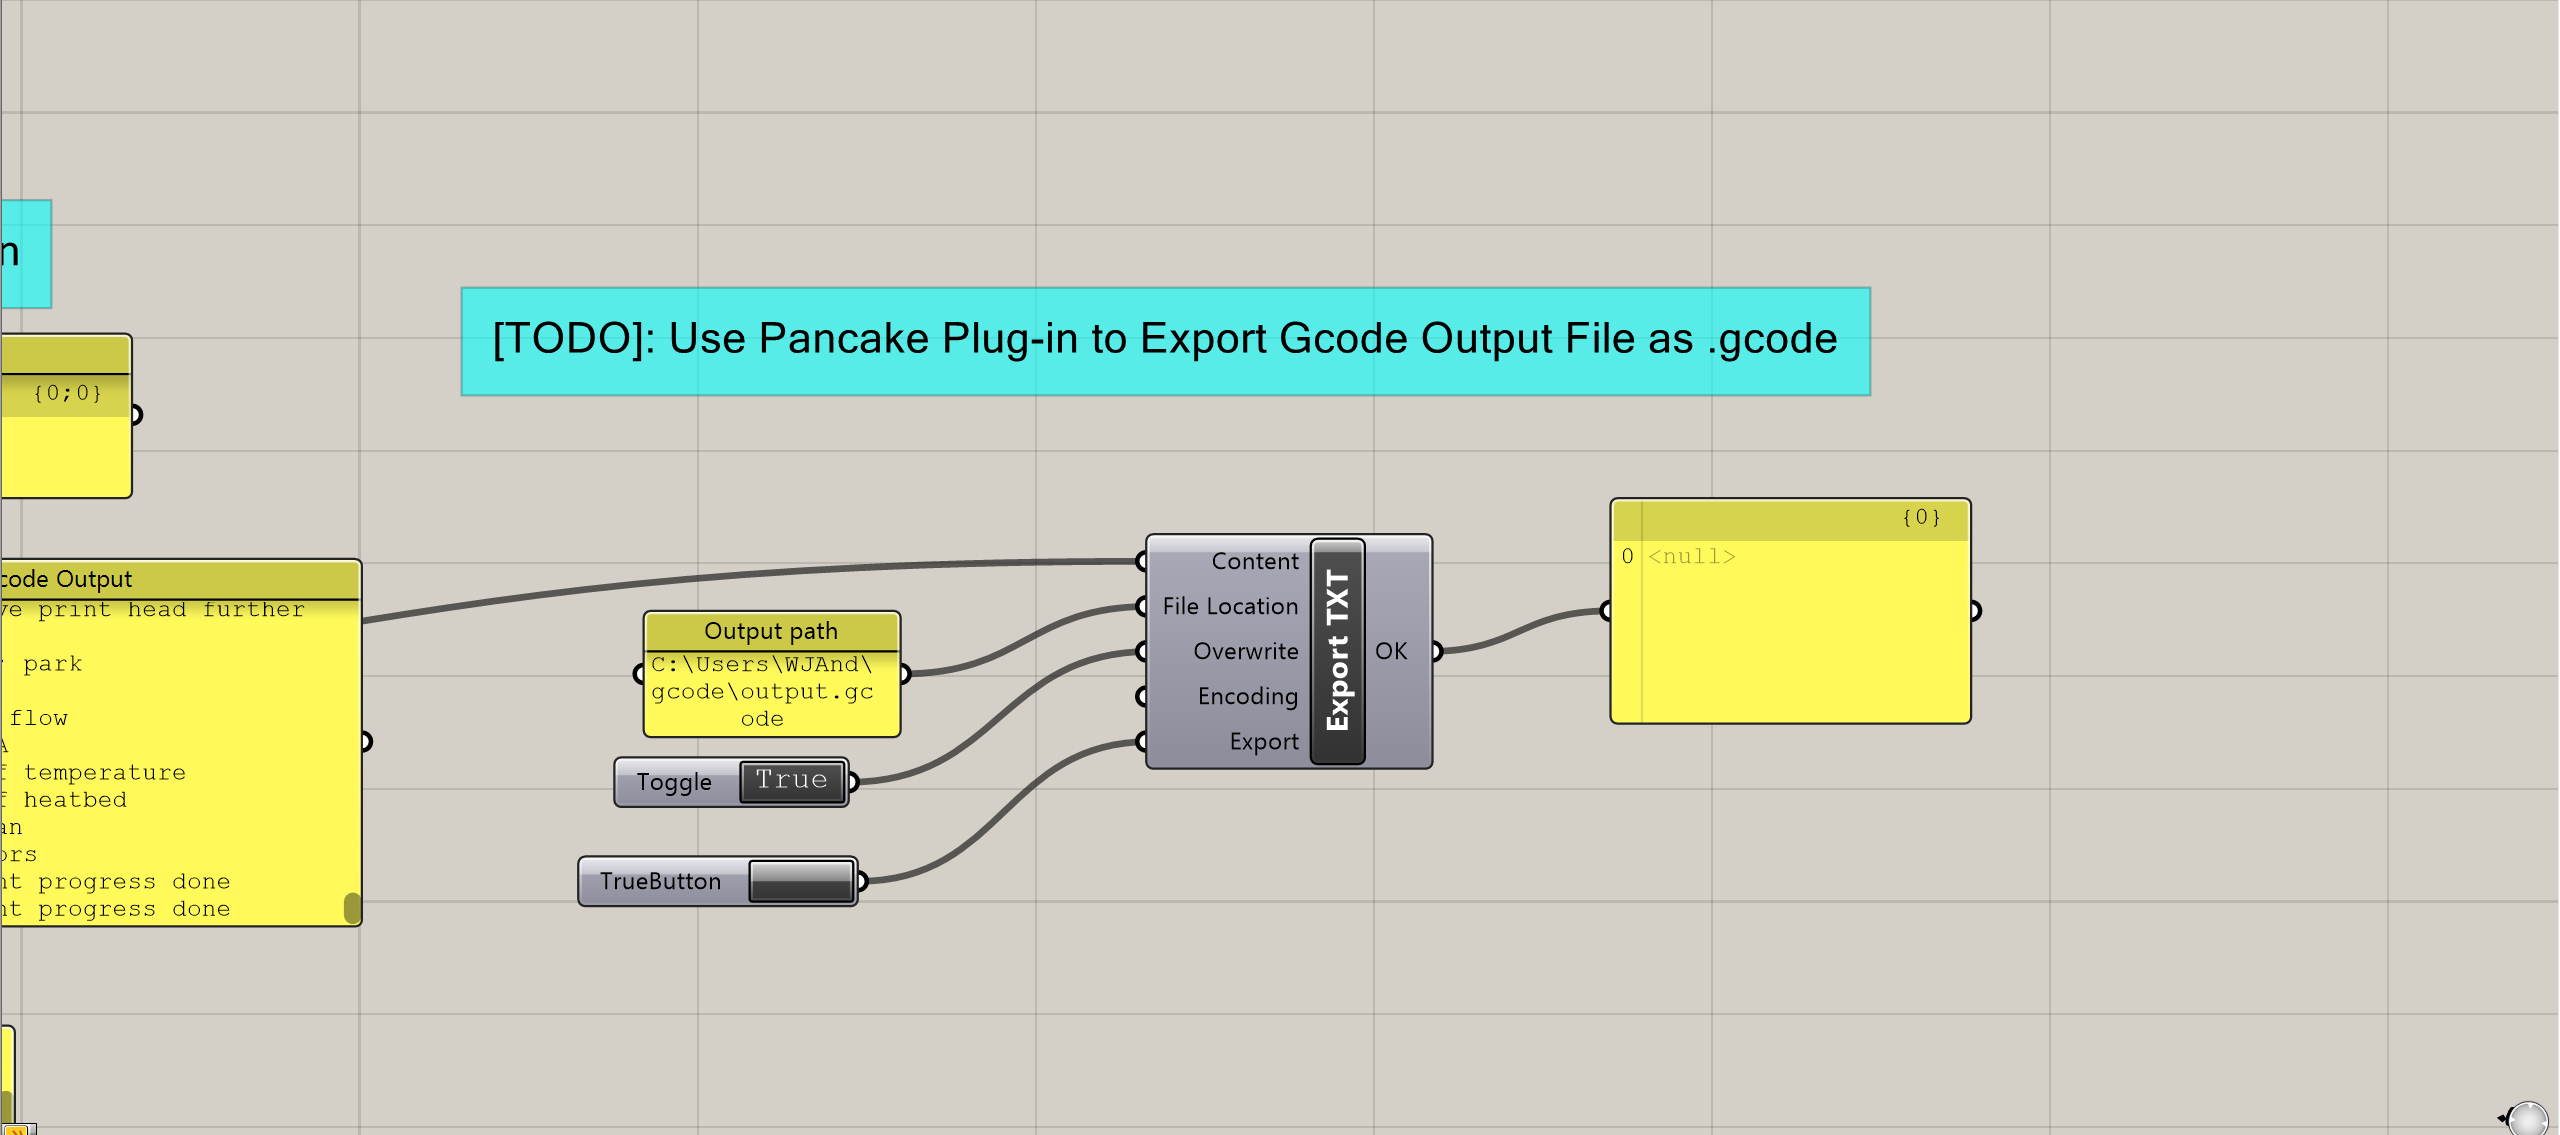 n
[TODO]: Use Pancake Plug-in to Export Gcode Output File as .gcode
{0;0}
code Output
ve print head further
park
flow
A
f temperature
f heatbed
an
ors
nt progress done
nt progress done
Output path
C:\Users\WJAnd\
gcode\output.gc
ode
Toggle True
TrueButton
Content
File Location
Overwrite
Encoding
Export
Export TXT
OK
{0}
0 <null>